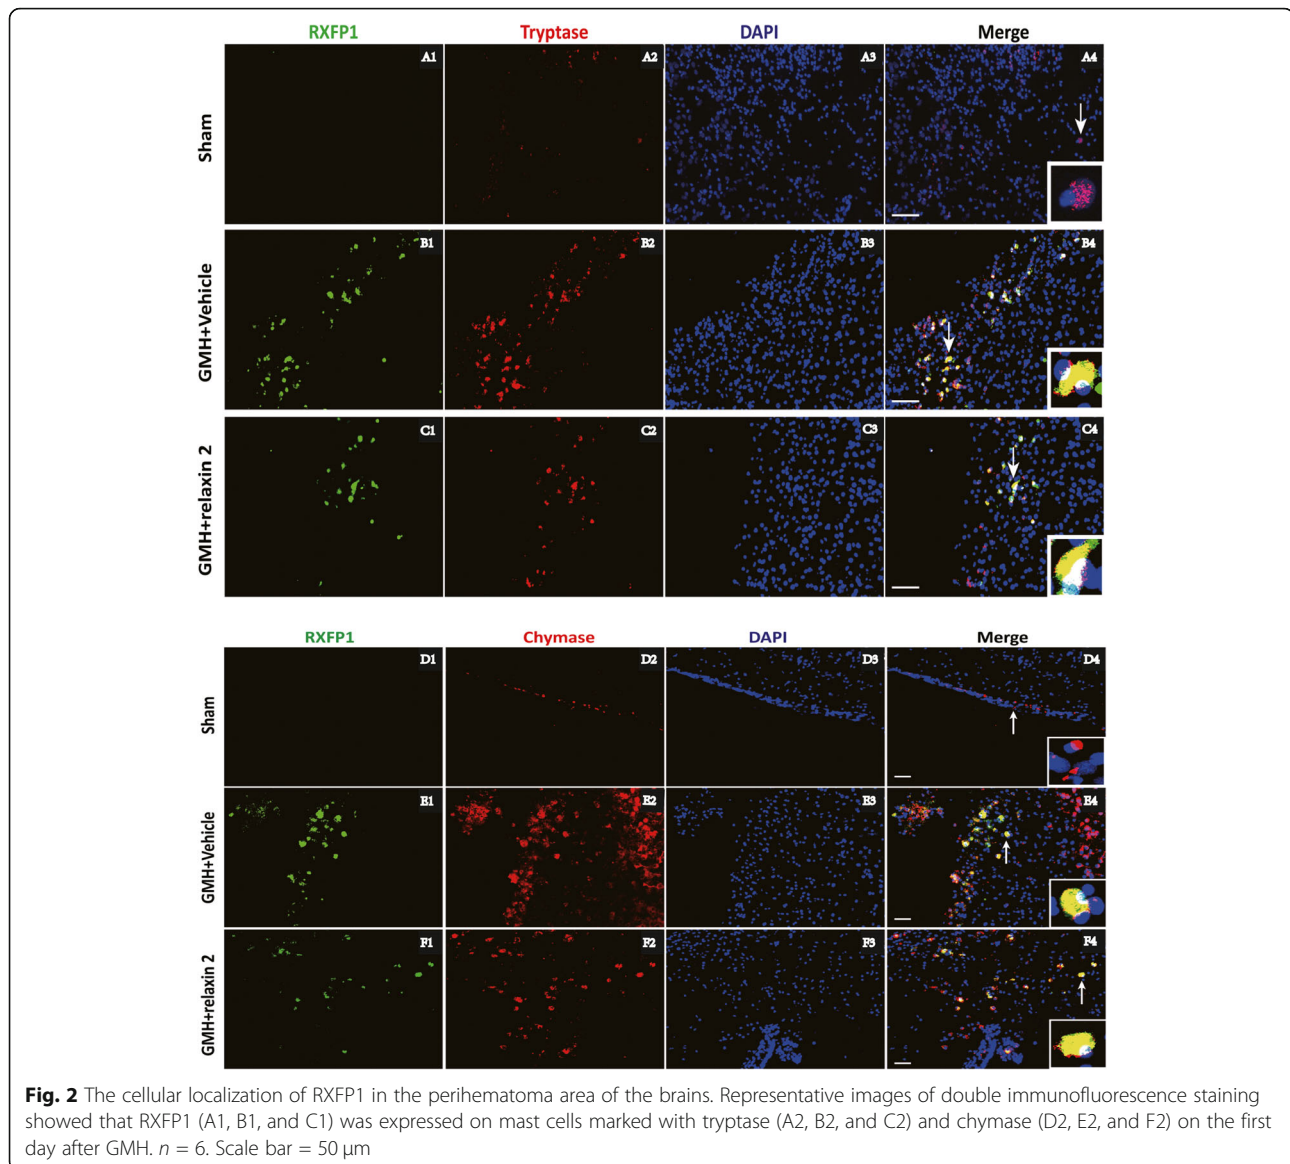 RXFP1 Tryptase DAPI Merge
Sham A1 A2 A3 A4
GMH+Vehicle B1 B2 B3 B4
GMH+relaxin 2 C1 C2 C3 C4
RXFP1 Chymase DAPI Merge
Sham D1 D2 D3 D4
GMH+Vehicle E1 E2 E3 E4
GMH+relaxin 2 F1 F2 F3 F4
Fig. 2 The cellular localization of RXFP1 in the perihematoma area of the brains. Representative images of double immunofluorescence staining
showed that RXFP1 (A1, B1, and C1) was expressed on mast cells marked with tryptase (A2, B2, and C2) and chymase (D2, E2, and F2) on the first
day after GMH. n = 6. Scale bar = 50 μm